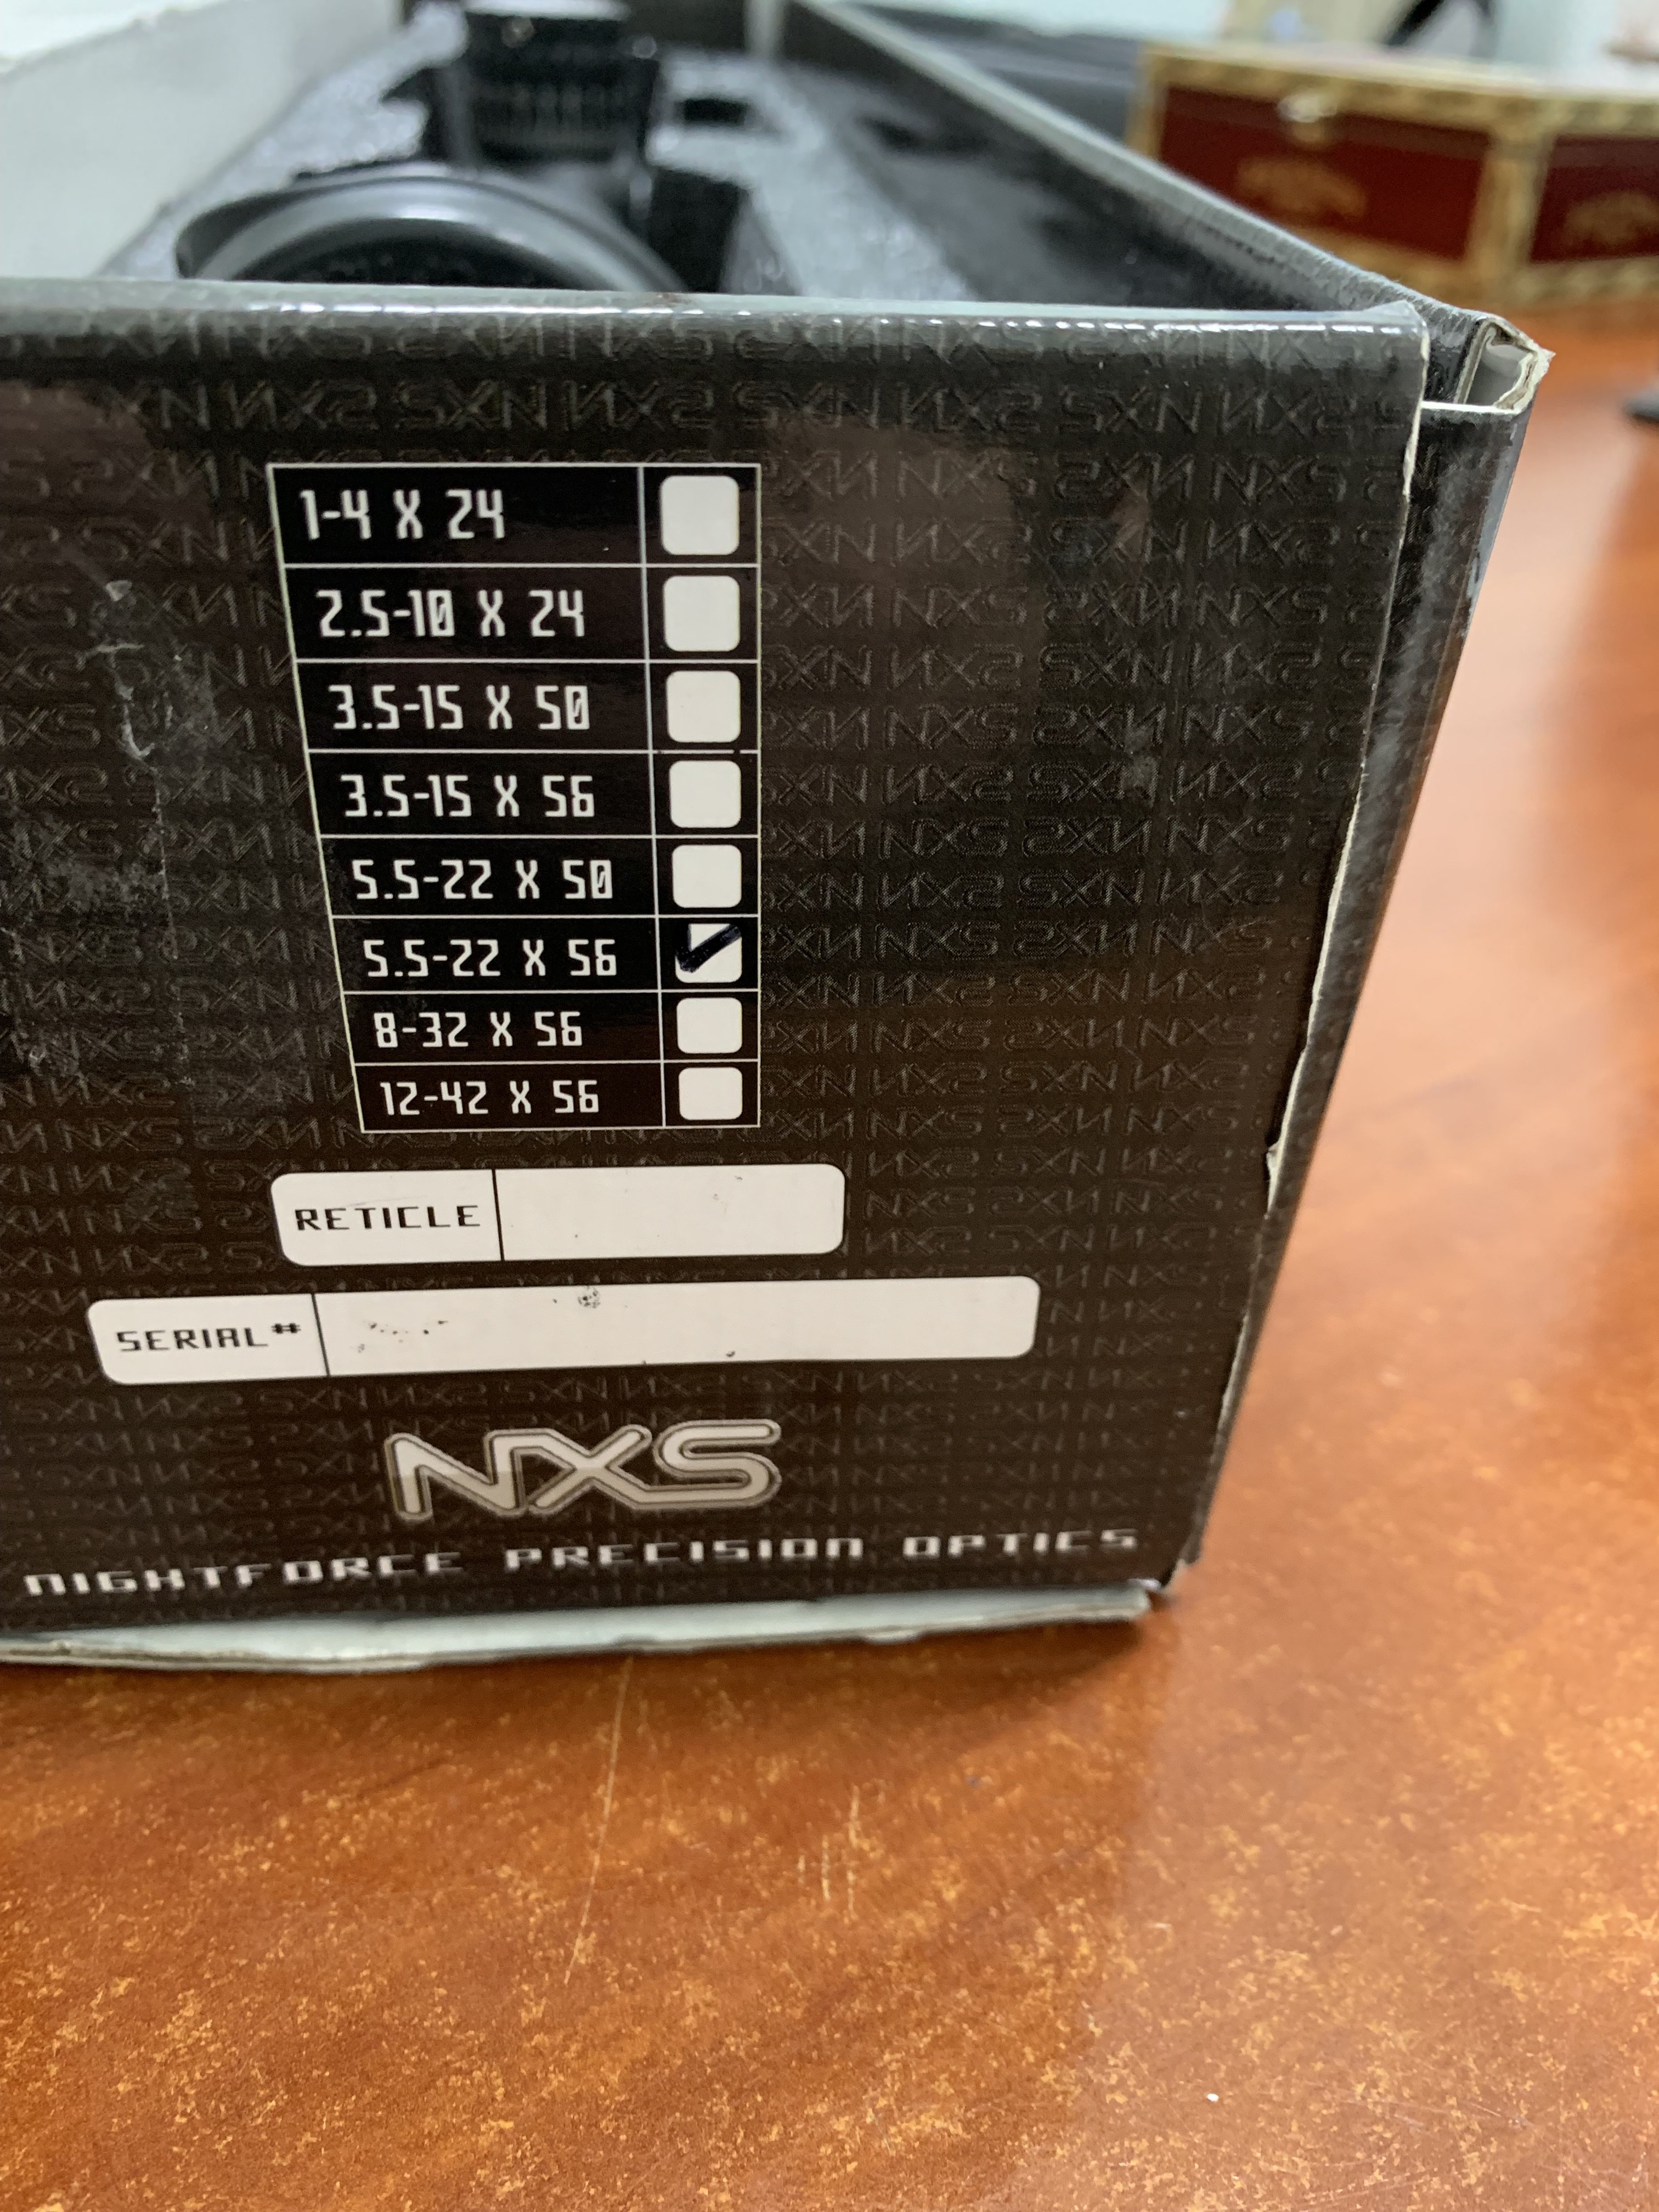 1-4 X 24
2.5-10 X 24
3.5-15 X 50
3.5-15 X 56
5.5-22 X 50
5.5-22 X 56
8-32 X 56
12-42 X 56
RETICLE
SERIAL#
NXS
NIGHTFORCE PRECISION OPTICS